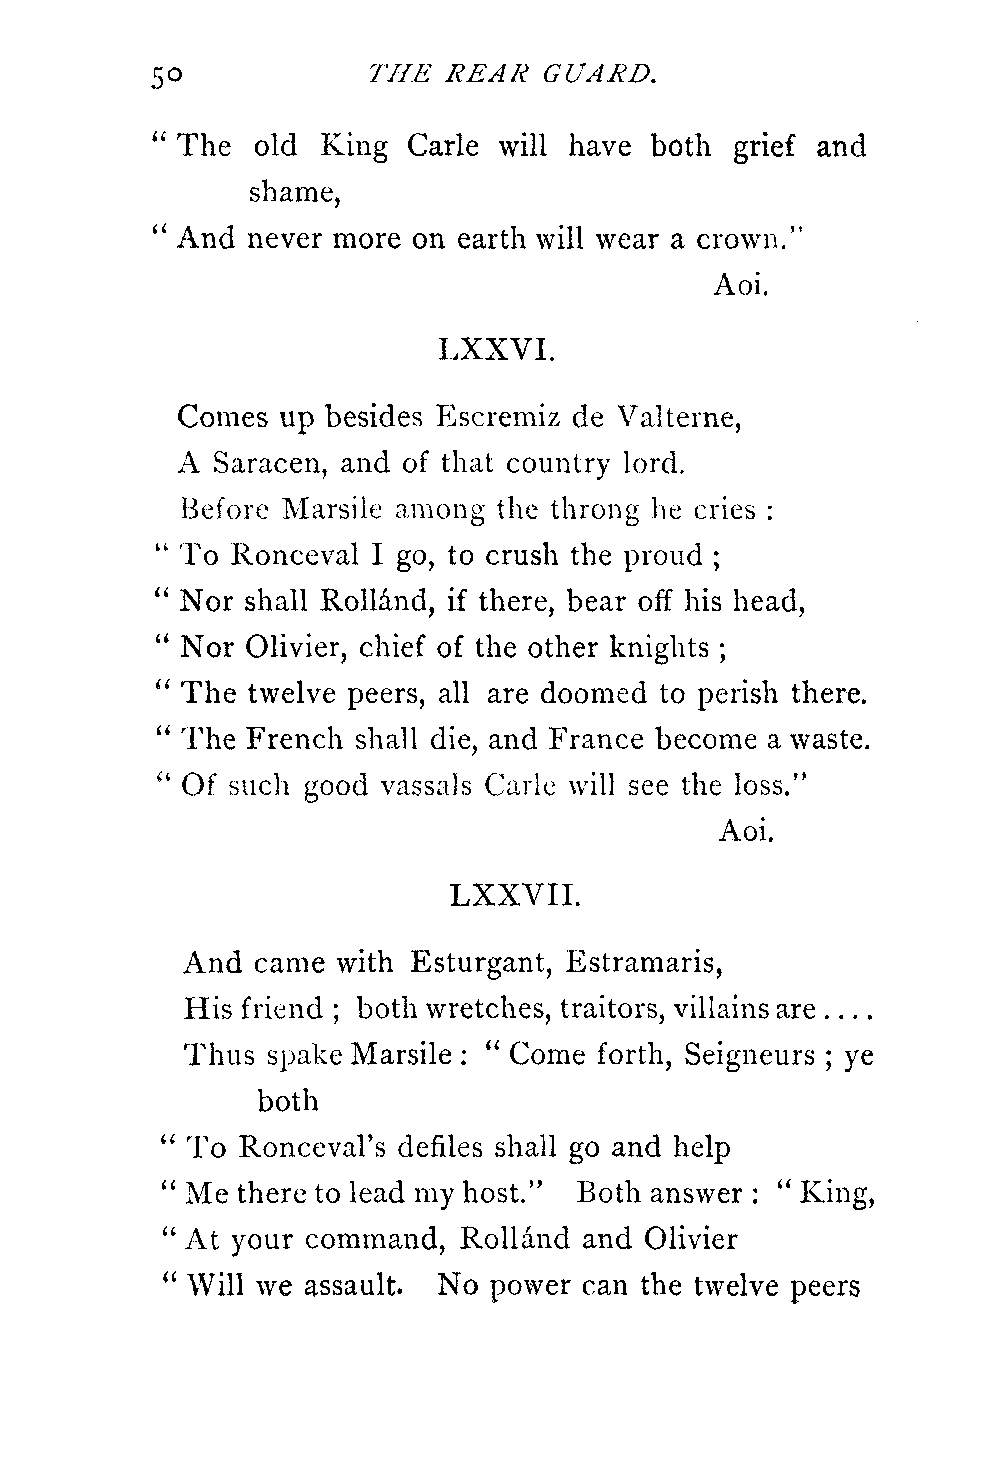 50 THE REAR GUARD.
“ The old King Carle will have both grief and
shame,
“ And never more on earth will wear a crown.”
Aoi.
LXXVI.
Comes up besides Escremiz de Valterne,
A Saracen, and of that country lord.
Before Marsile among the throng he cries :
“ To Ronceval I go, to crush the proud ;
“ Nor shall Rollánd, if there, bear off his head,
“ Nor Olivier, chief of the other knights ;
“ The twelve peers, all are doomed to perish there.
“ The French shall die, and France become a waste.
“ Of such good vassals Carle will see the loss.”
Aoi.
LXXVII.
And came with Esturgant, Estramaris,
His friend ; both wretches, traitors, villains are . . . .
Thus spake Marsile : “ Come forth, Seigneurs ; ye
both
“ To Ronceval’s defiles shall go and help
“ Me there to lead my host.” Both answer : “ King,
“ At your command, Rollánd and Olivier
“ Will we assault. No power can the twelve peers